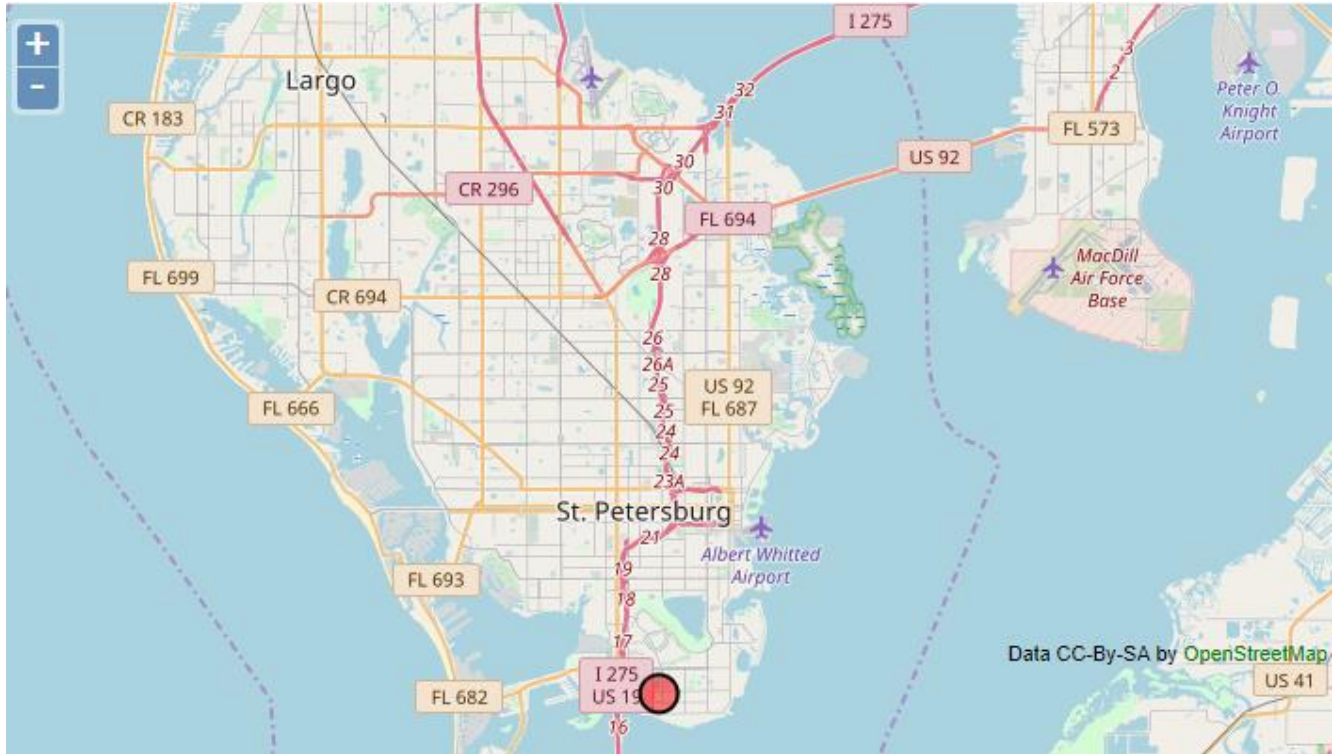 I 275
+
-
Largo
32
3
2
31
Peter O.
Knight
Airport
CR 183
FL 573
US 92
30
30
CR 296
FL 694
28
28
MacDill
Air Force
Base
FL 699
CR 694
26
26A
25
US 92
FL 687
25
FL 666
24
24
23A
St. Petersburg
21
Albert Whitted
Airport
19
FL 693
18
17
Data CC-By-SA by OpenStreetMap
I 275
US 19
US 41
FL 682
16